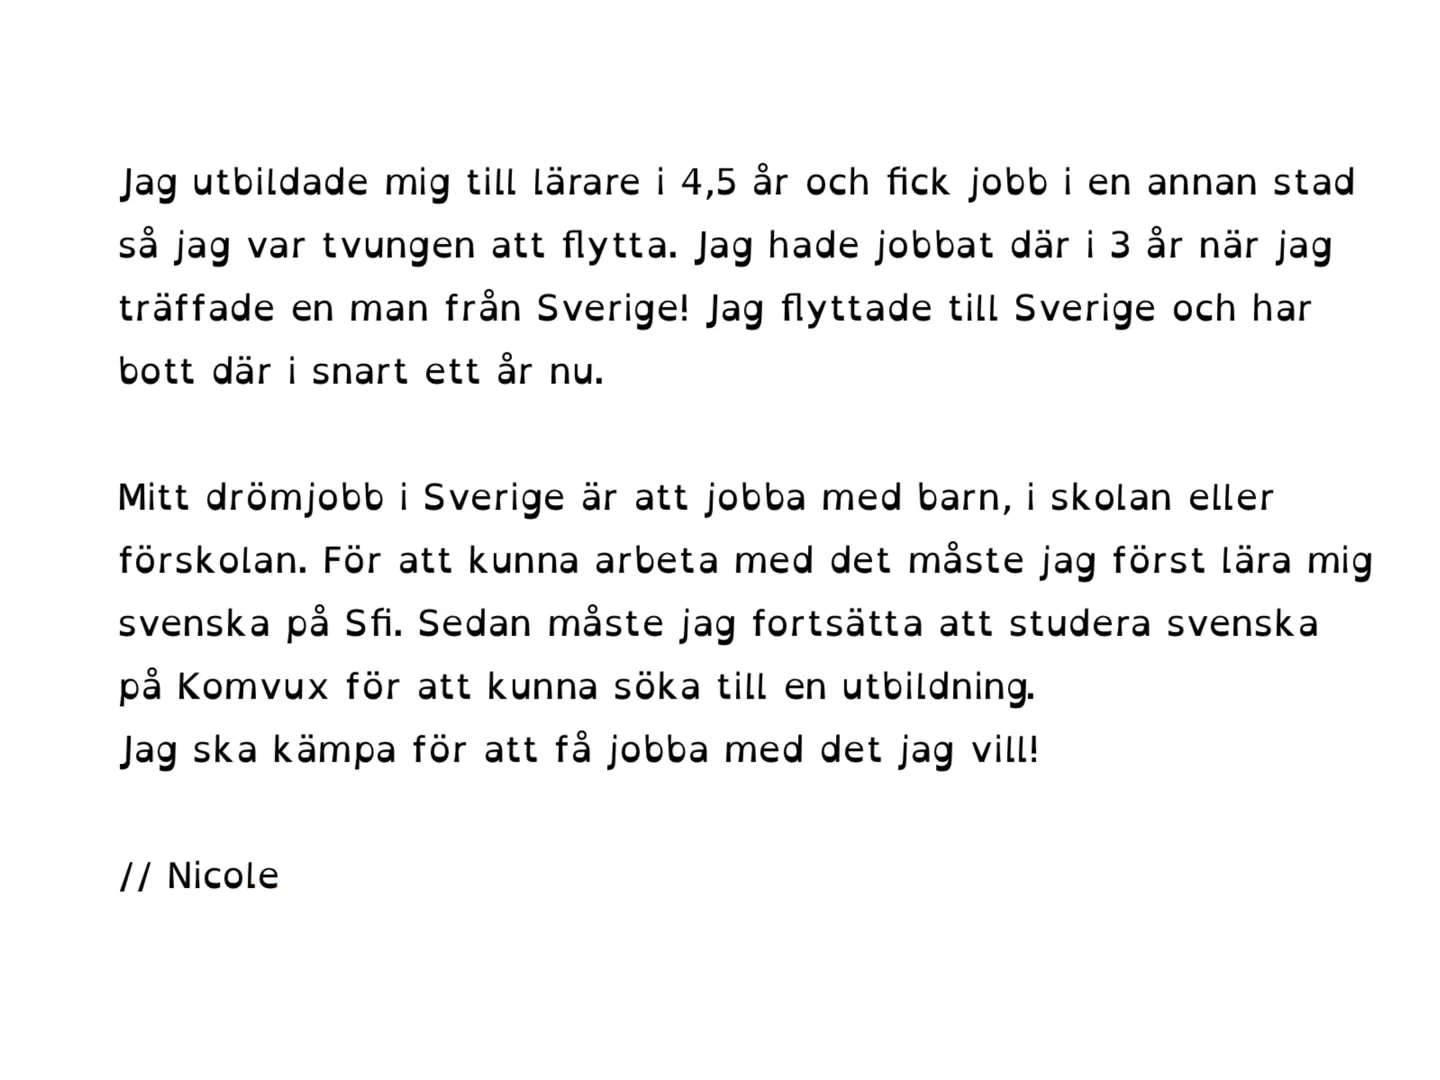 Jag utbildade mig till lärare i 4,5 år och fick jobb i en annan stad
så jag var tvungen att flytta. Jag hade jobbat där i 3 år när jag
träffade en man från Sverige! Jag flyttade till Sverige och har
bott där i snart ett år nu.
Mitt drömjobb i Sverige är att jobba med barn, i skolan eller
förskolan. För att kunna arbeta med det måste jag först lära mig
svenska på Sfi. Sedan måste jag fortsätta att studera svenska
på Komvux för att kunna söka till en utbildning.
Jag ska kämpa för att få jobba med det jag vill!
// Nicole